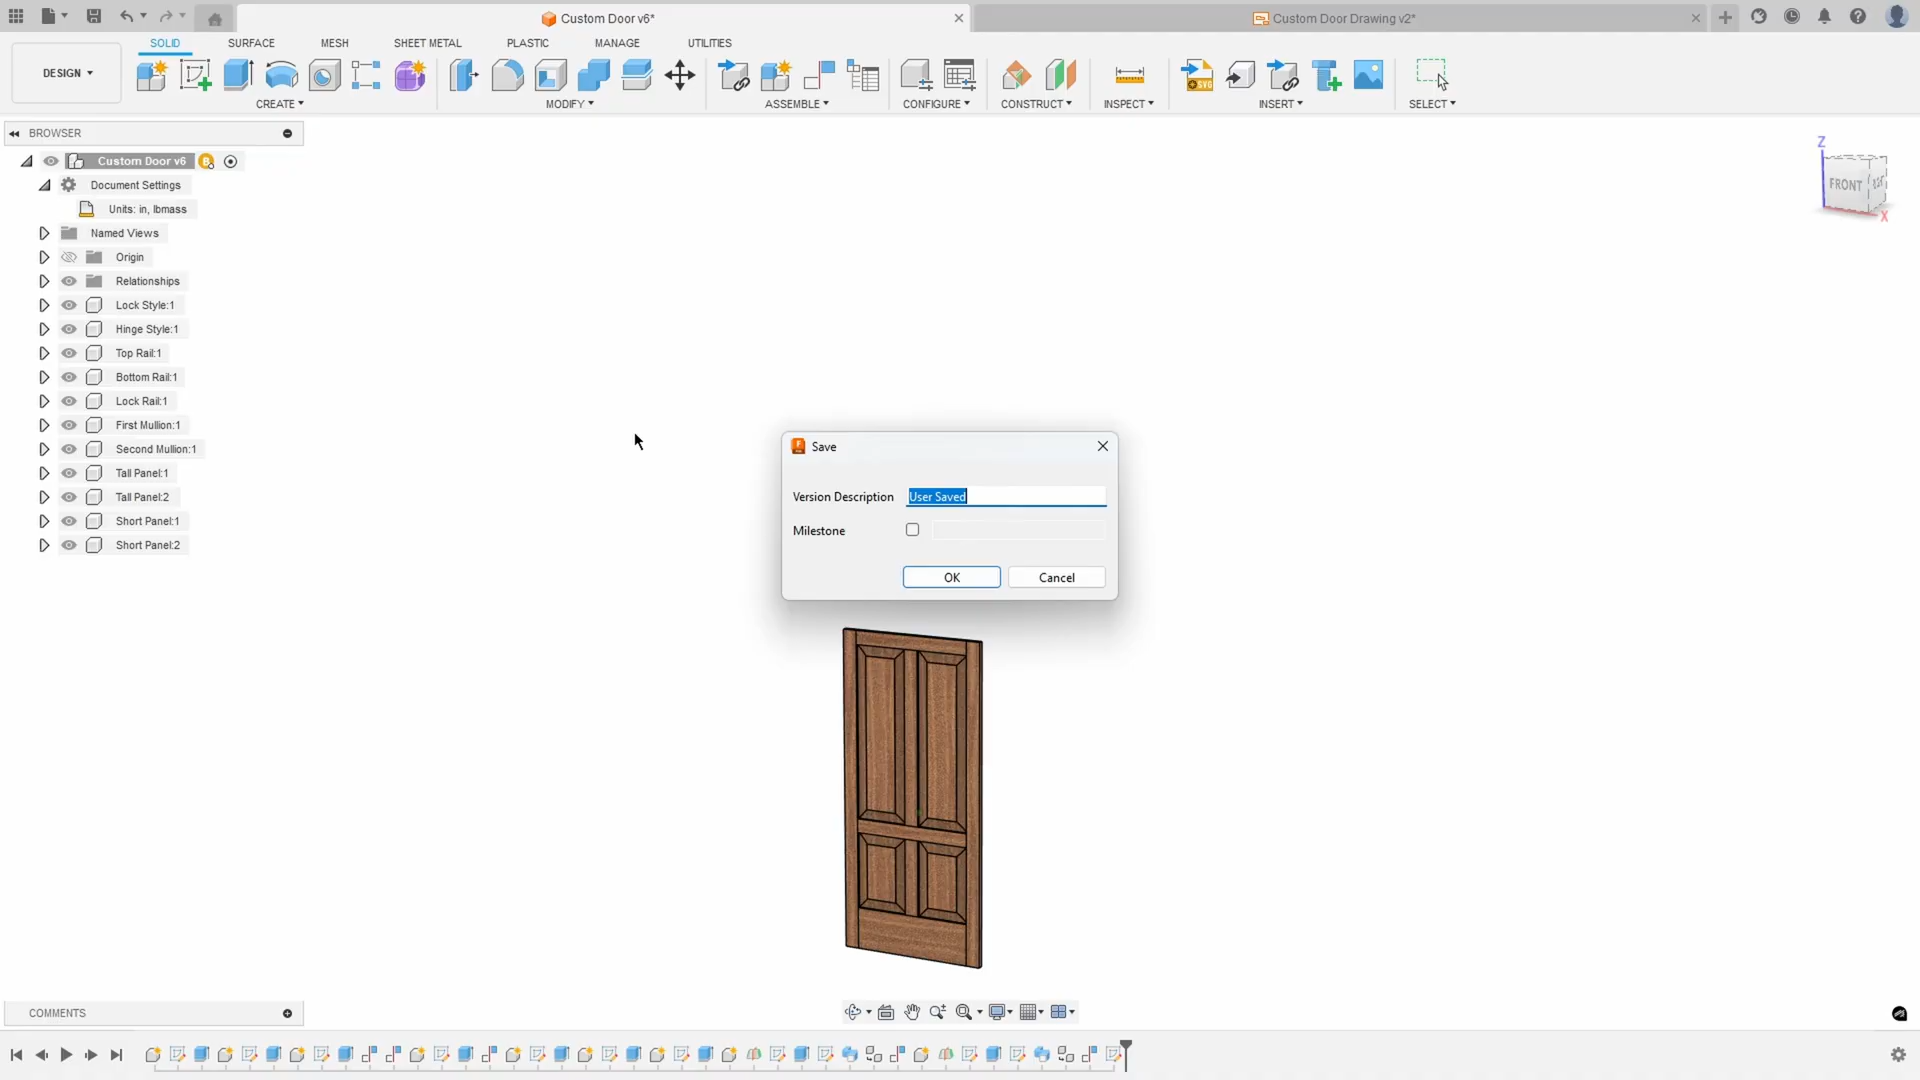 Custom Door v6*
Custom Door Drawing v2*
DESIGN
SOLID
SURFACE
MESH
SHEET METAL
PLASTIC
MANAGE
UTILITIES
CREATE
MODIFY
ASSEMBLE
CONFIGURE
CONSTRUCT
INSPECT
INSERT
SELECT
BROWSER
Custom Door v6
Document Settings
Units: in, lbmass
Named Views
Origin
Relationships
Lock Style:1
Hinge Style:1
Top Rail:1
Bottom Rail:1
Lock Rail:1
First Mullion:1
Second Mullion:1
Tall Panel:1
Tall Panel:2
Short Panel:1
Short Panel:2
Z
FRONT
X
Save
Version Description
User Saved
Milestone
OK
Cancel
COMMENTS